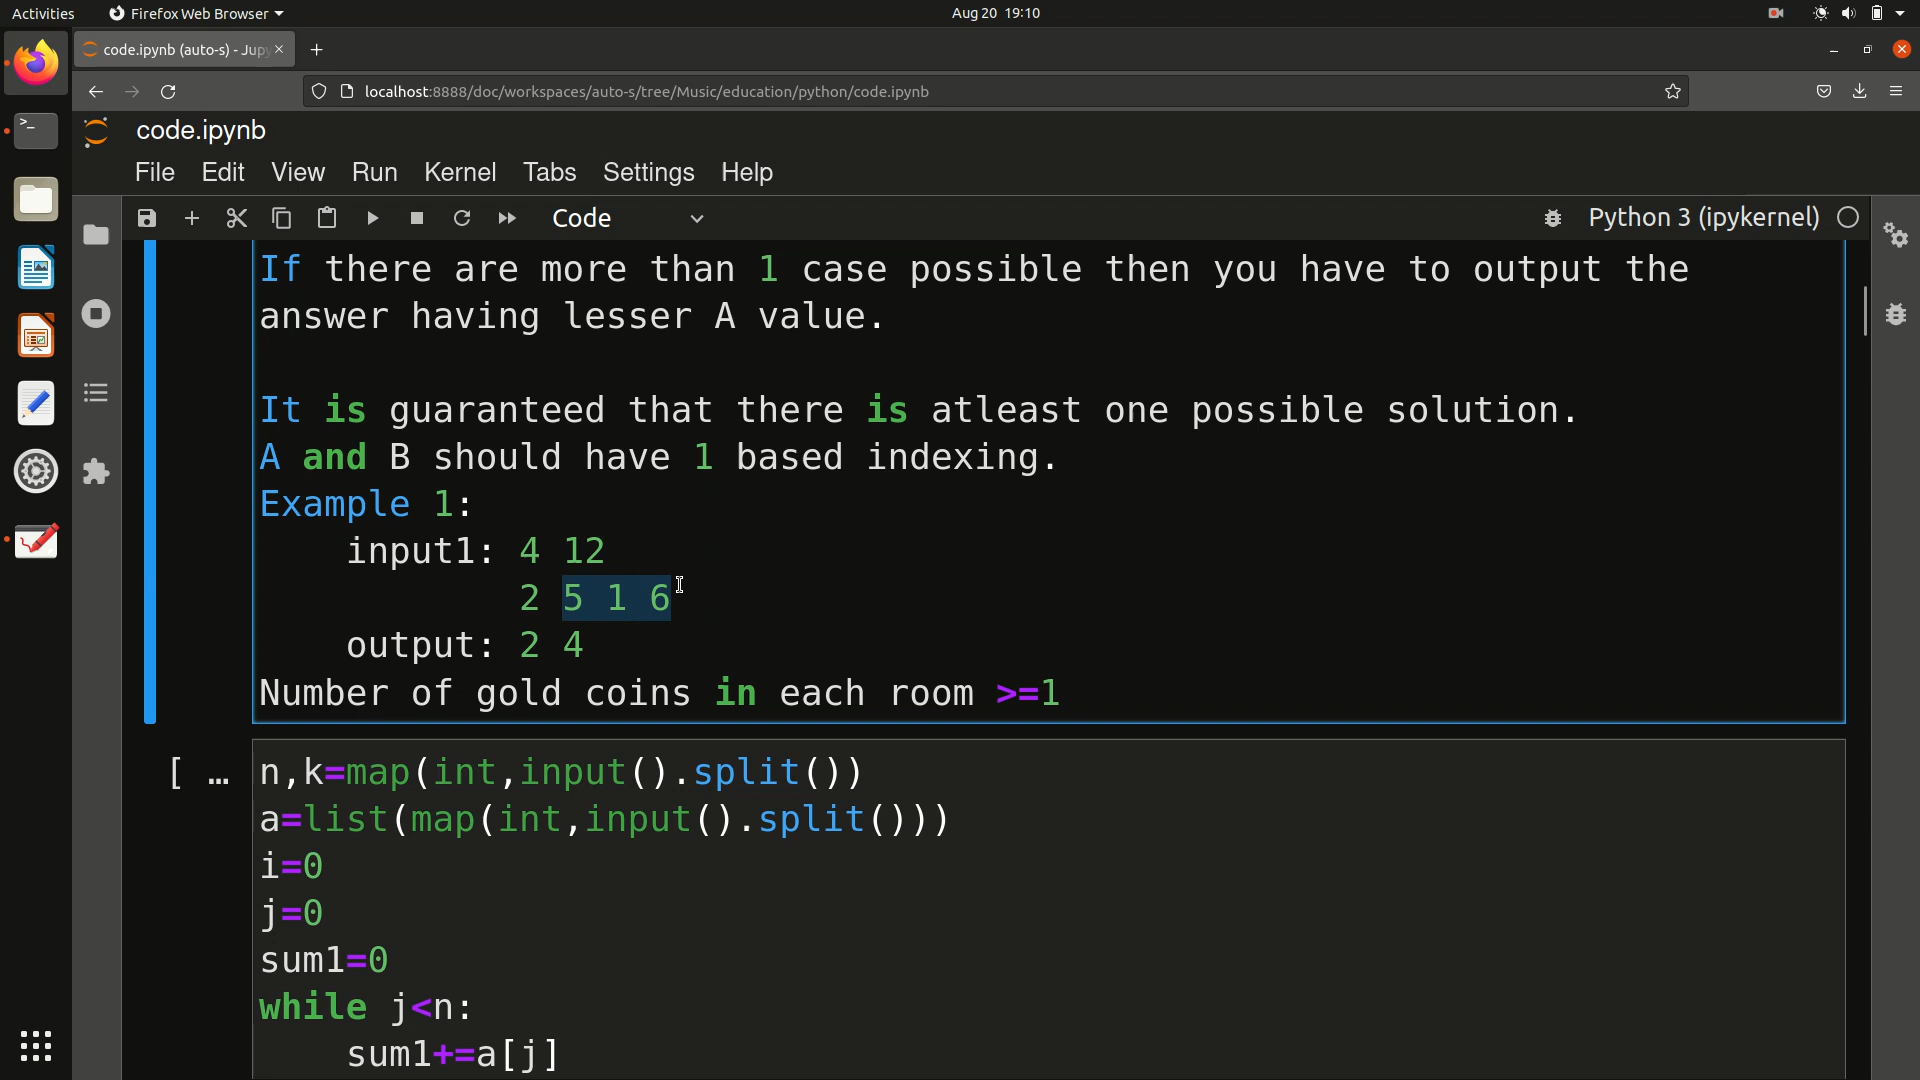 Activities
Firefox Web Browser
Aug 20 19:10
code.ipynb (auto-s) - Jupy
localhost:8888/doc/workspaces/auto-s/tree/Music/education/python/code.ipynb
code.ipynb
File Edit View Run Kernel Tabs Settings Help
Code
Python 3 (ipykernel)
If there are more than 1 case possible then you have to output the
answer having lesser A value.
It is guaranteed that there is atleast one possible solution.
A and B should have 1 based indexing.
Example 1:
input1: 4 12
2 5 1 6
output: 2 4
Number of gold coins in each room >=1
[ …
n,k=map(int,input().split())
a=list(map(int,input().split()))
i=0
j=0
sum1=0
while j<n:
sum1+=a[j]